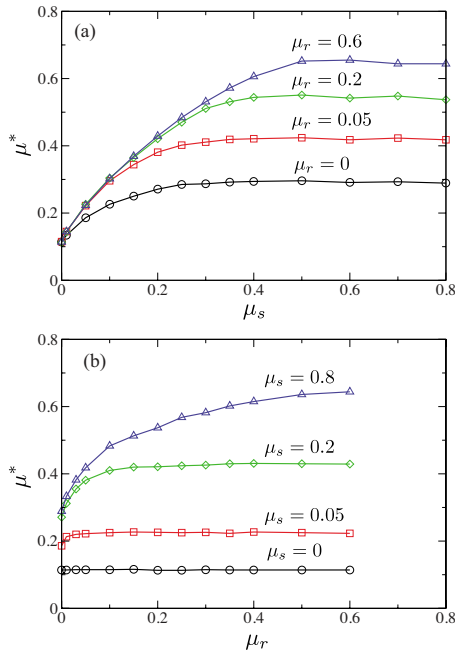 (a)
μ_r = 0.6
μ_r = 0.2
μ_r = 0.05
μ_r = 0
0.8
0.6
0.4
0.2
0
μ*
0 0.2 0.4 0.6 0.8
μ_s
(b)
μ_s = 0.8
μ_s = 0.2
μ_s = 0.05
μ_s = 0
0.8
0.6
0.4
0.2
0
μ*
0 0.2 0.4 0.6 0.8
μ_r